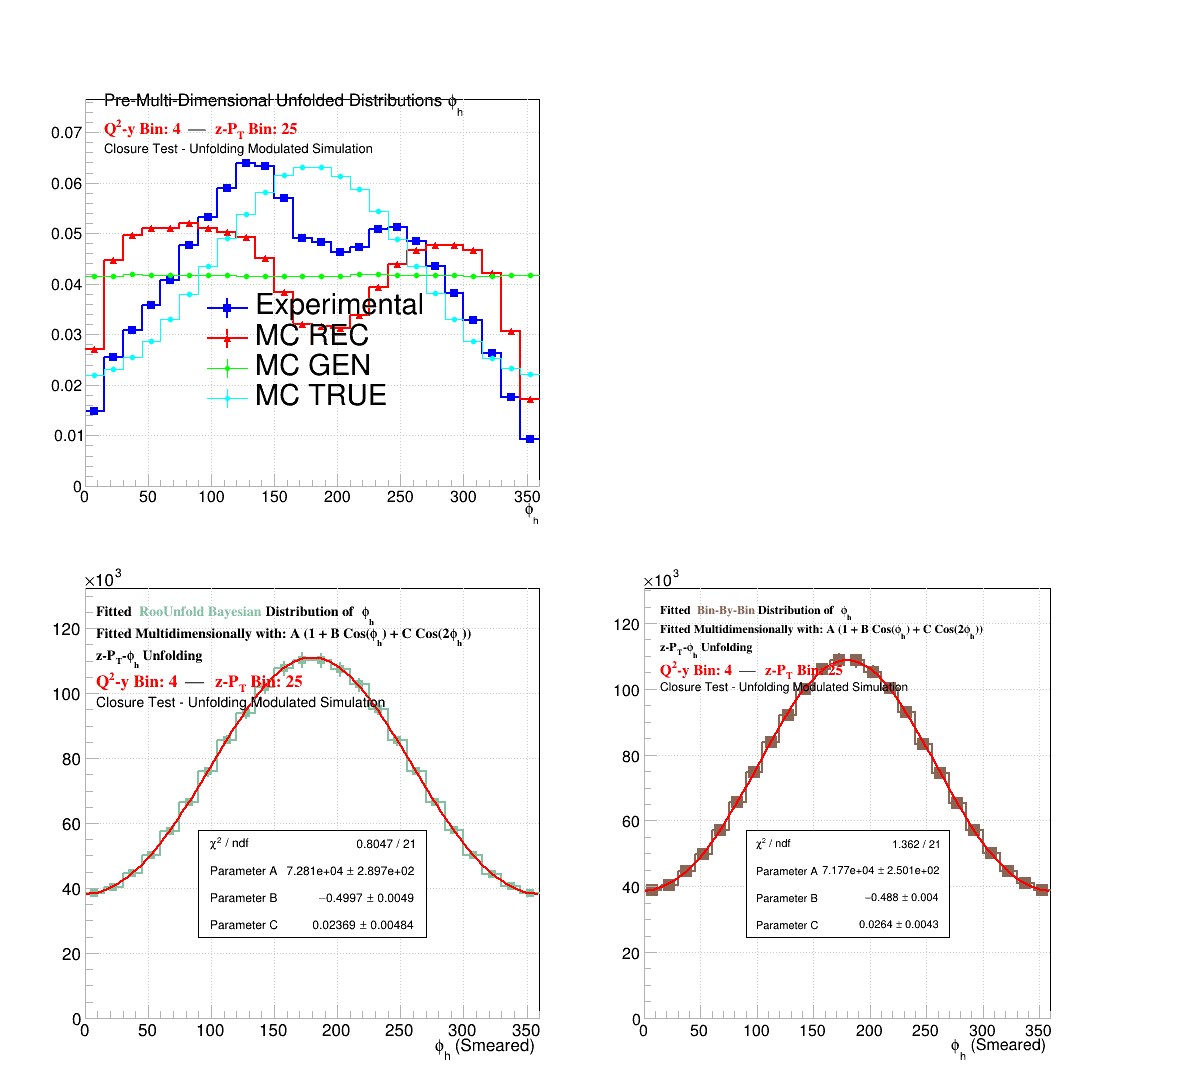 Pre-Multi-Dimensional Unfolded Distributions ϕh
Q²-y Bin: 4 — z-PT Bin: 25
Closure Test - Unfolding Modulated Simulation
0.07
0.06
0.05
0.04
0.03
0.02
0.01
0
Experimental
MC REC
MC GEN
MC TRUE
0 50 100 150 200 250 300 350
ϕh
×10³
Fitted RooUnfold Bayesian Distribution of ϕh
Fitted Multidimensionally with: A (1 + B Cos(ϕh) + C Cos(2ϕh))
z-PT-ϕh Unfolding
Q²-y Bin: 4 — z-PT Bin: 25
Closure Test - Unfolding Modulated Simulation
120
100
80
60
40
20
0
χ² / ndf 0.8047 / 21
Parameter A 7.281e+04 ± 2.897e+02
Parameter B −0.4997 ± 0.0049
Parameter C 0.02369 ± 0.00484
0 50 100 150 200 250 300 350
ϕh (Smeared)
×10³
Fitted Bin-By-Bin Distribution of ϕh
Fitted Multidimensionally with: A (1 + B Cos(ϕh) + C Cos(2ϕh))
z-PT-ϕh Unfolding
Q²-y Bin: 4 — z-PT Bin: 25
Closure Test - Unfolding Modulated Simulation
120
100
80
60
40
20
0
χ² / ndf 1.362 / 21
Parameter A 7.177e+04 ± 2.501e+02
Parameter B −0.488 ± 0.004
Parameter C 0.0264 ± 0.0043
0 50 100 150 200 250 300 350
ϕh (Smeared)